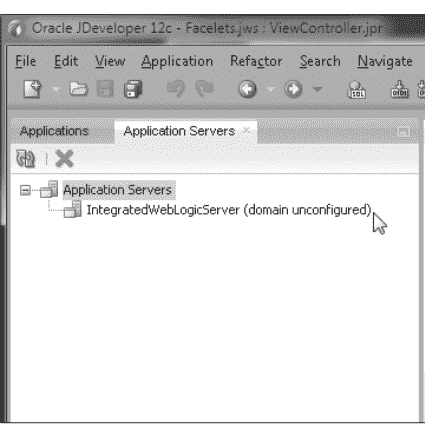 Oracle JDeveloper 12c - Facelets.jws : ViewController.jpr
File Edit View Application Refactor Search Navigate
Applications Application Servers
Application Servers
IntegratedWebLogicServer (domain unconfigured)